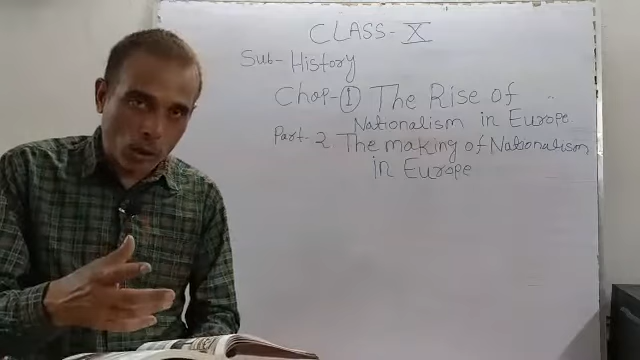 CLASS - X
Sub- History
Chap- 1 The Rise of
Nationalism in Europe
Part- 2. The making of Nationalism
in Europe